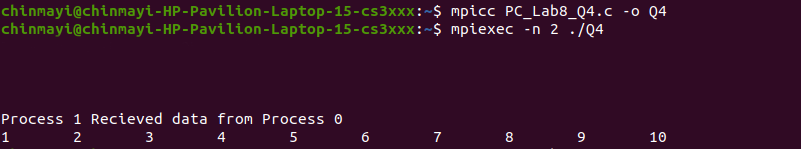 chinmayi@chinmayi-HP-Pavilion-Laptop-15-cs3xxx:~$ mpicc PC_Lab8_Q4.c -o Q4
chinmayi@chinmayi-HP-Pavilion-Laptop-15-cs3xxx:~$ mpiexec -n 2 ./Q4
Process 1 Recieved data from Process 0
1 2 3 4 5 6 7 8 9 10